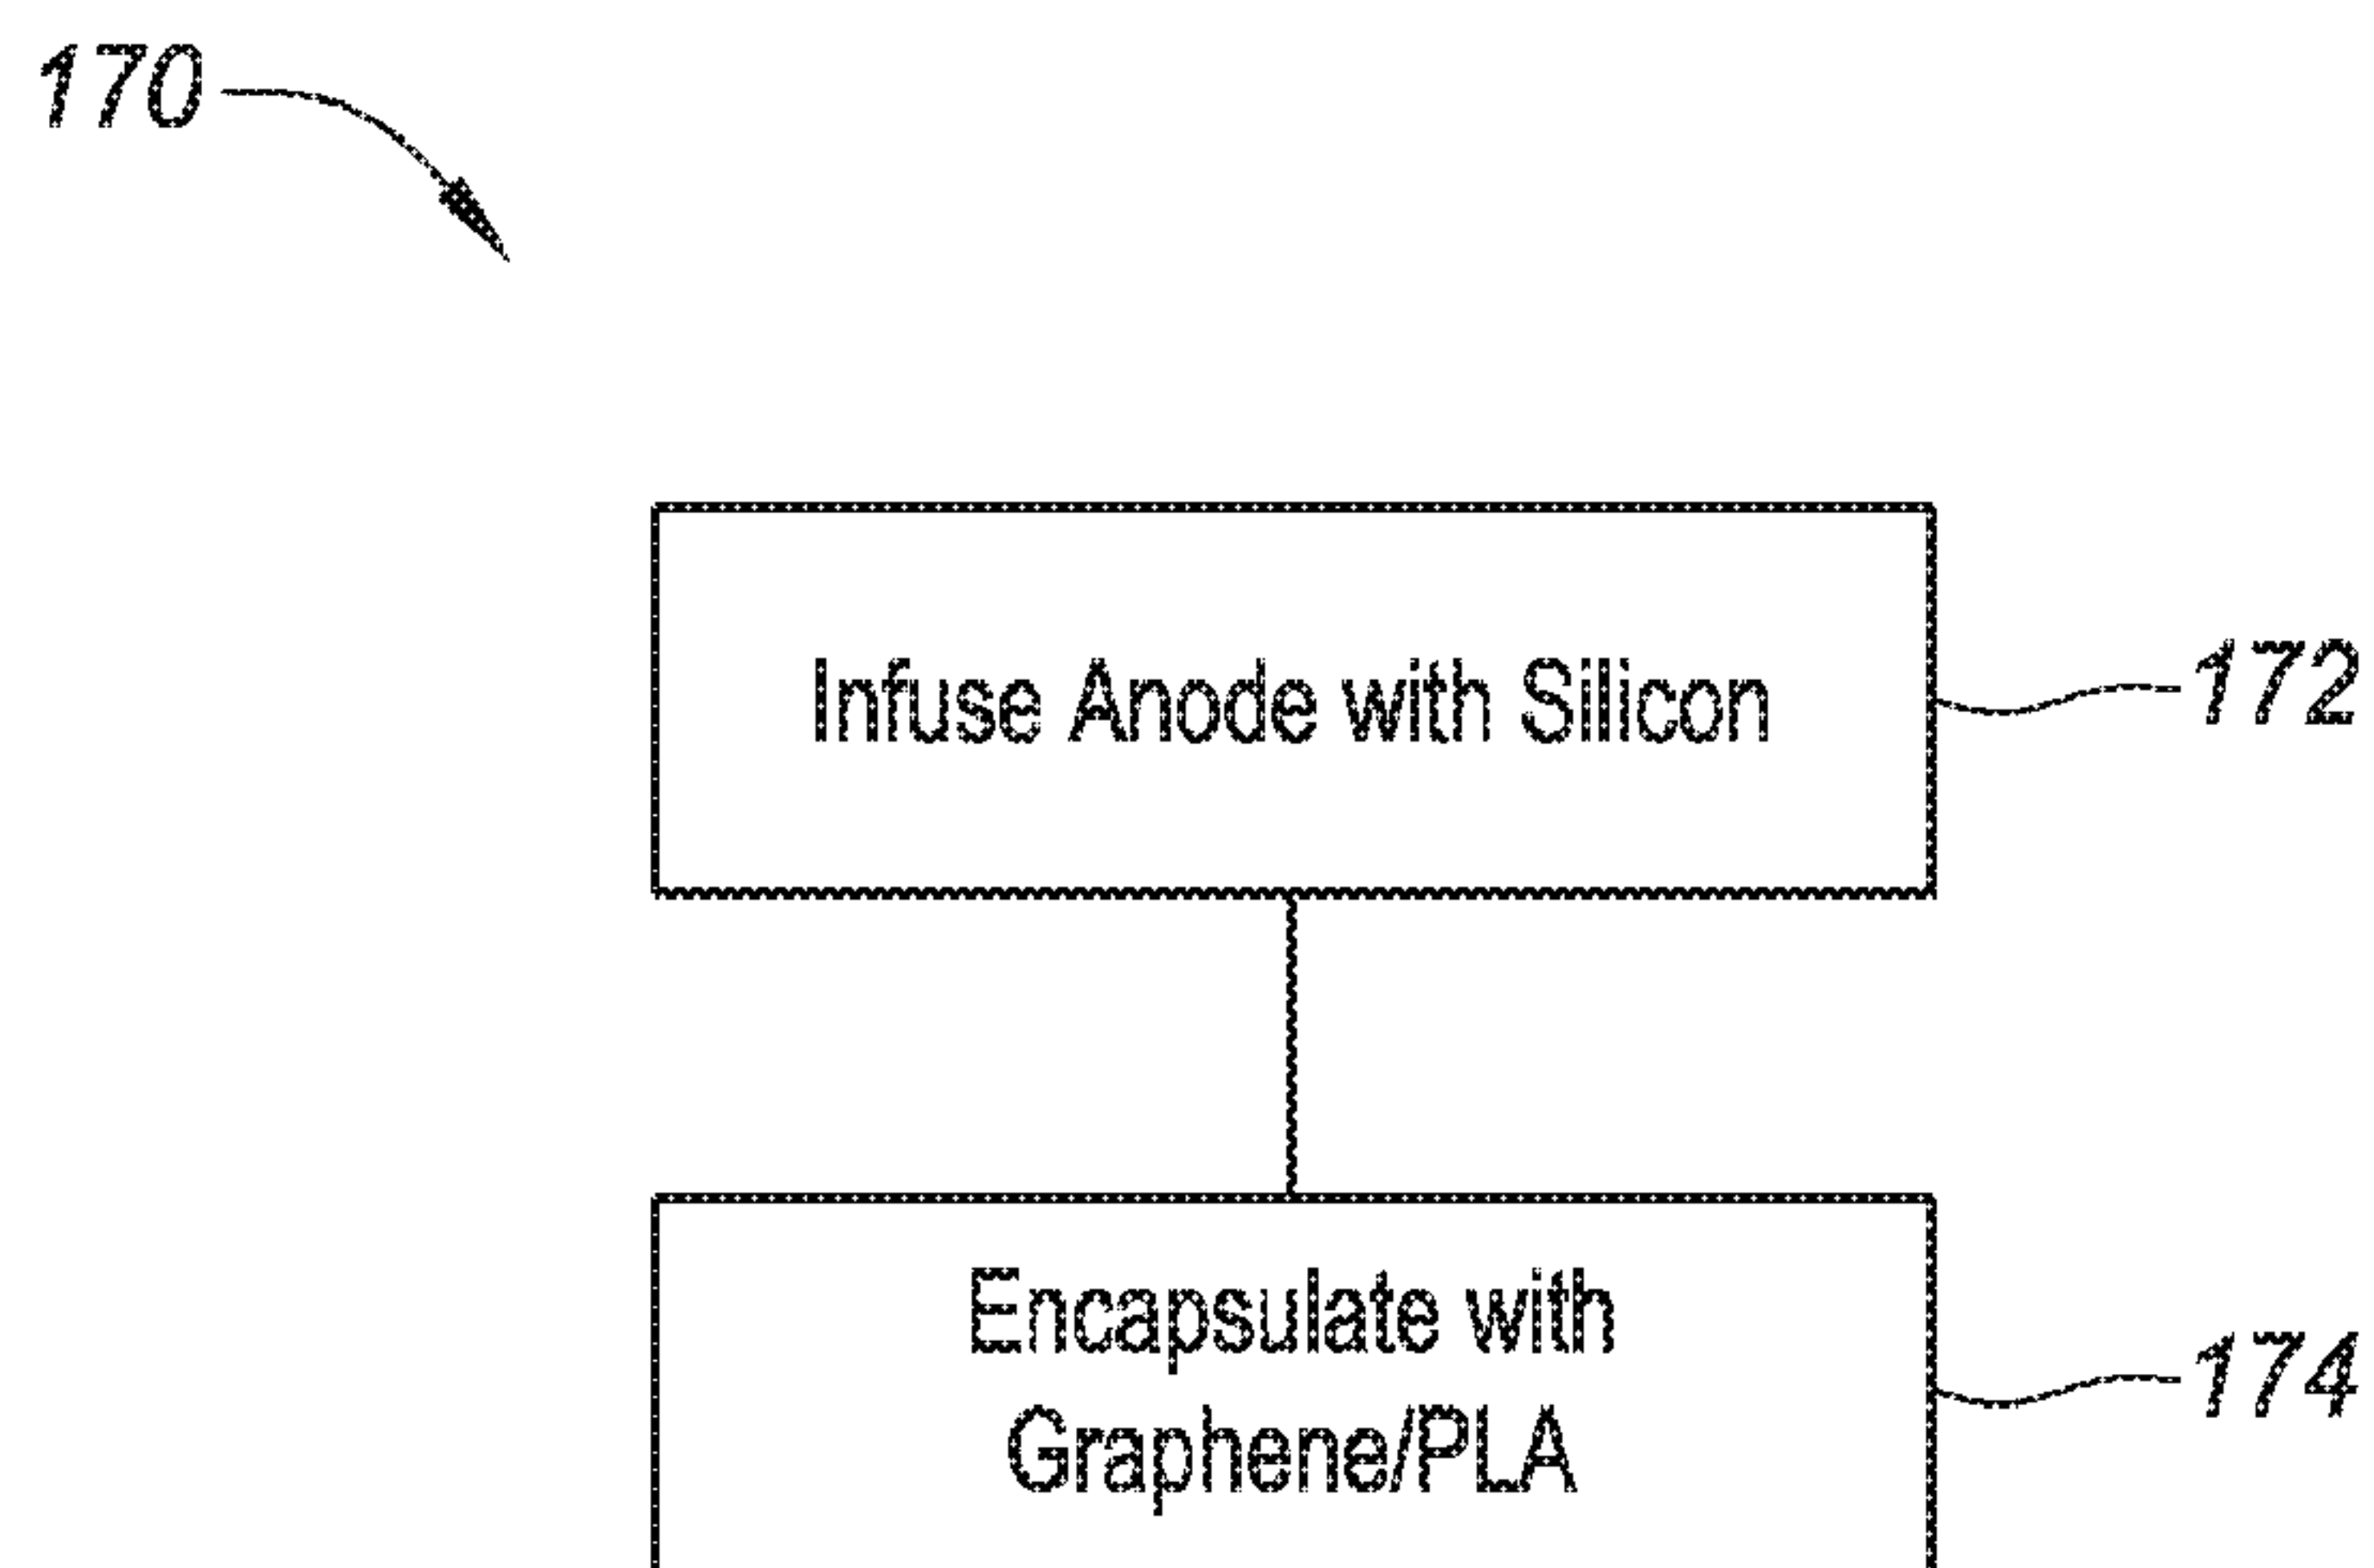 170
Infuse Anode with Silicon
172
Encapsulate with
Graphene/PLA
174